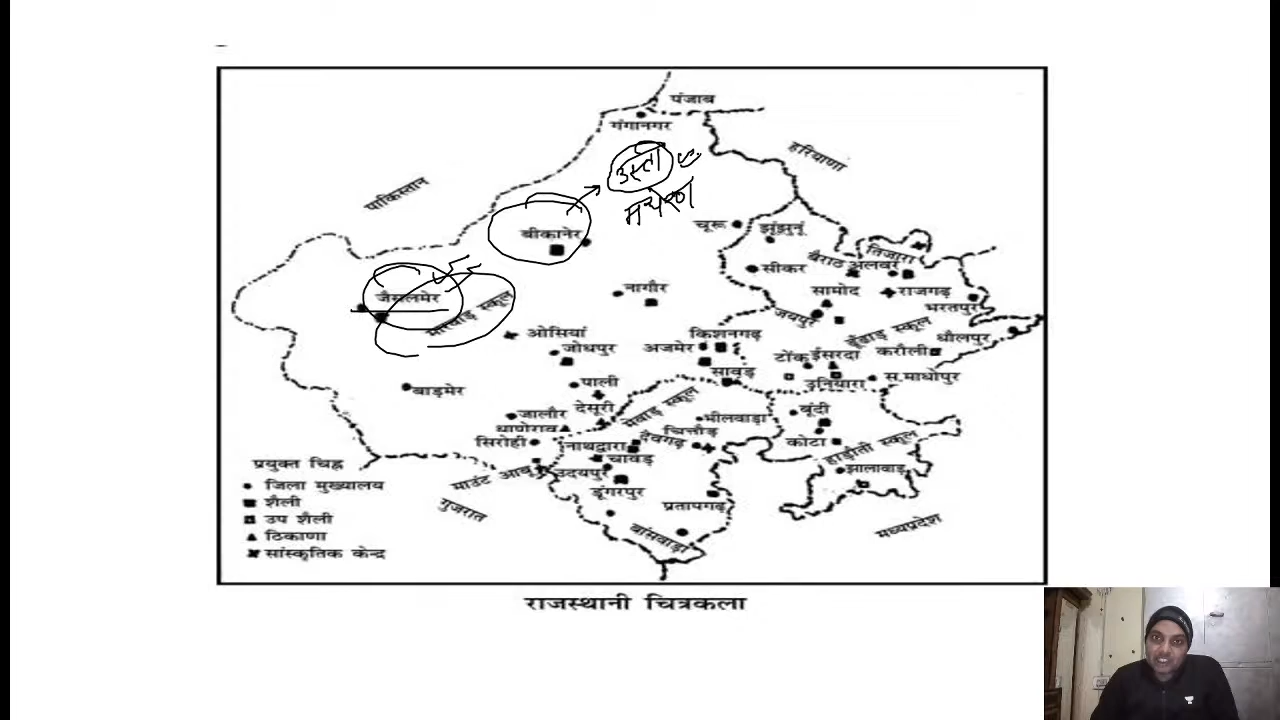 पंजाब
गंगानगर
हरियाणा
उस्ता
मथेरण
पाकिस्तान
बीकानेर
चूरू
झुंझुनूं
तिजारा
बैराठ
अलवर
सीकर
जैसलमेर
मारवाड़ स्कूल
नागौर
सामोद
राजगढ़
भरतपुर
जयपुर
ओसियां
किशनगढ़
ढूँढाड़ स्कूल
धौलपुर
जोधपुर
अजमेर
टोंक
ईसरदा
करौली
सावड़
उनियारा
स.माधोपुर
बाड़मेर
पाली
मेवाड़ स्कूल
जालौर
देसूरी
भीलवाड़ा
बूंदी
घाणेराव
चित्तौड़
सिरोही
नाथद्वारा
देवगढ़
कोटा
हाड़ौती स्कूल
चावंड़
माउंट आबू
उदयपुर
झालावाड़
डूंगरपुर
प्रतापगढ़
गुजरात
बांसवाड़ा
मध्यप्रदेश
प्रयुक्त चिह्न
जिला मुख्यालय
शैली
उप शैली
ठिकाणा
सांस्कृतिक केन्द्र
राजस्थानी चित्रकला